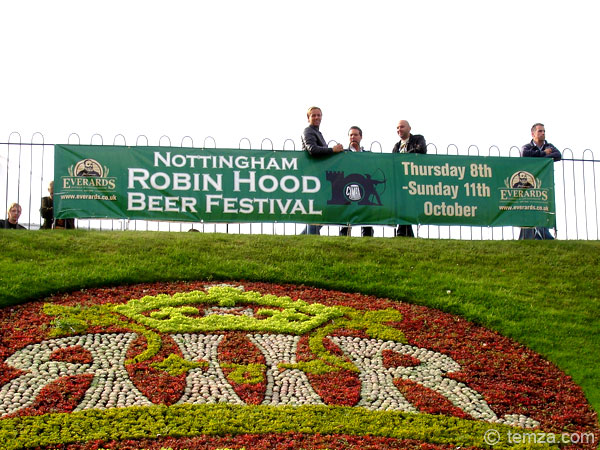 EVERARDS
www.everards.co.uk
NOTTINGHAM
ROBIN HOOD
BEER FESTIVAL
Thursday 8th
-Sunday 11th
October
EVERARDS
www.everards.co.uk
© temza.com